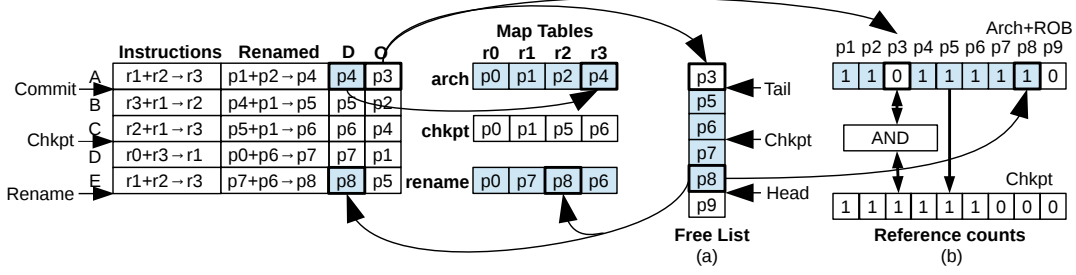 Instructions Renamed D O
A r1+r2→r3 p1+p2→p4 p4 p3
Commit
B r3+r1→r2 p4+p1→p5 p5 p2
C r2+r1→r3 p5+p1→p6 p6 p4
Chkpt
D r0+r3→r1 p0+p6→p7 p7 p1
E r1+r2→r3 p7+p6→p8 p8 p5
Rename
Map Tables
r0 r1 r2 r3
arch p0 p1 p2 p4
chkpt p0 p1 p5 p6
rename p0 p7 p8 p6
p3
Tail
p5
p6
Chkpt
p7
p8
Head
p9
Free List
(a)
Arch+ROB
p1 p2 p3 p4 p5 p6 p7 p8 p9
1 1 0 1 1 1 1 1 0
AND
Chkpt
1 1 1 1 1 1 0 0 0
Reference counts
(b)